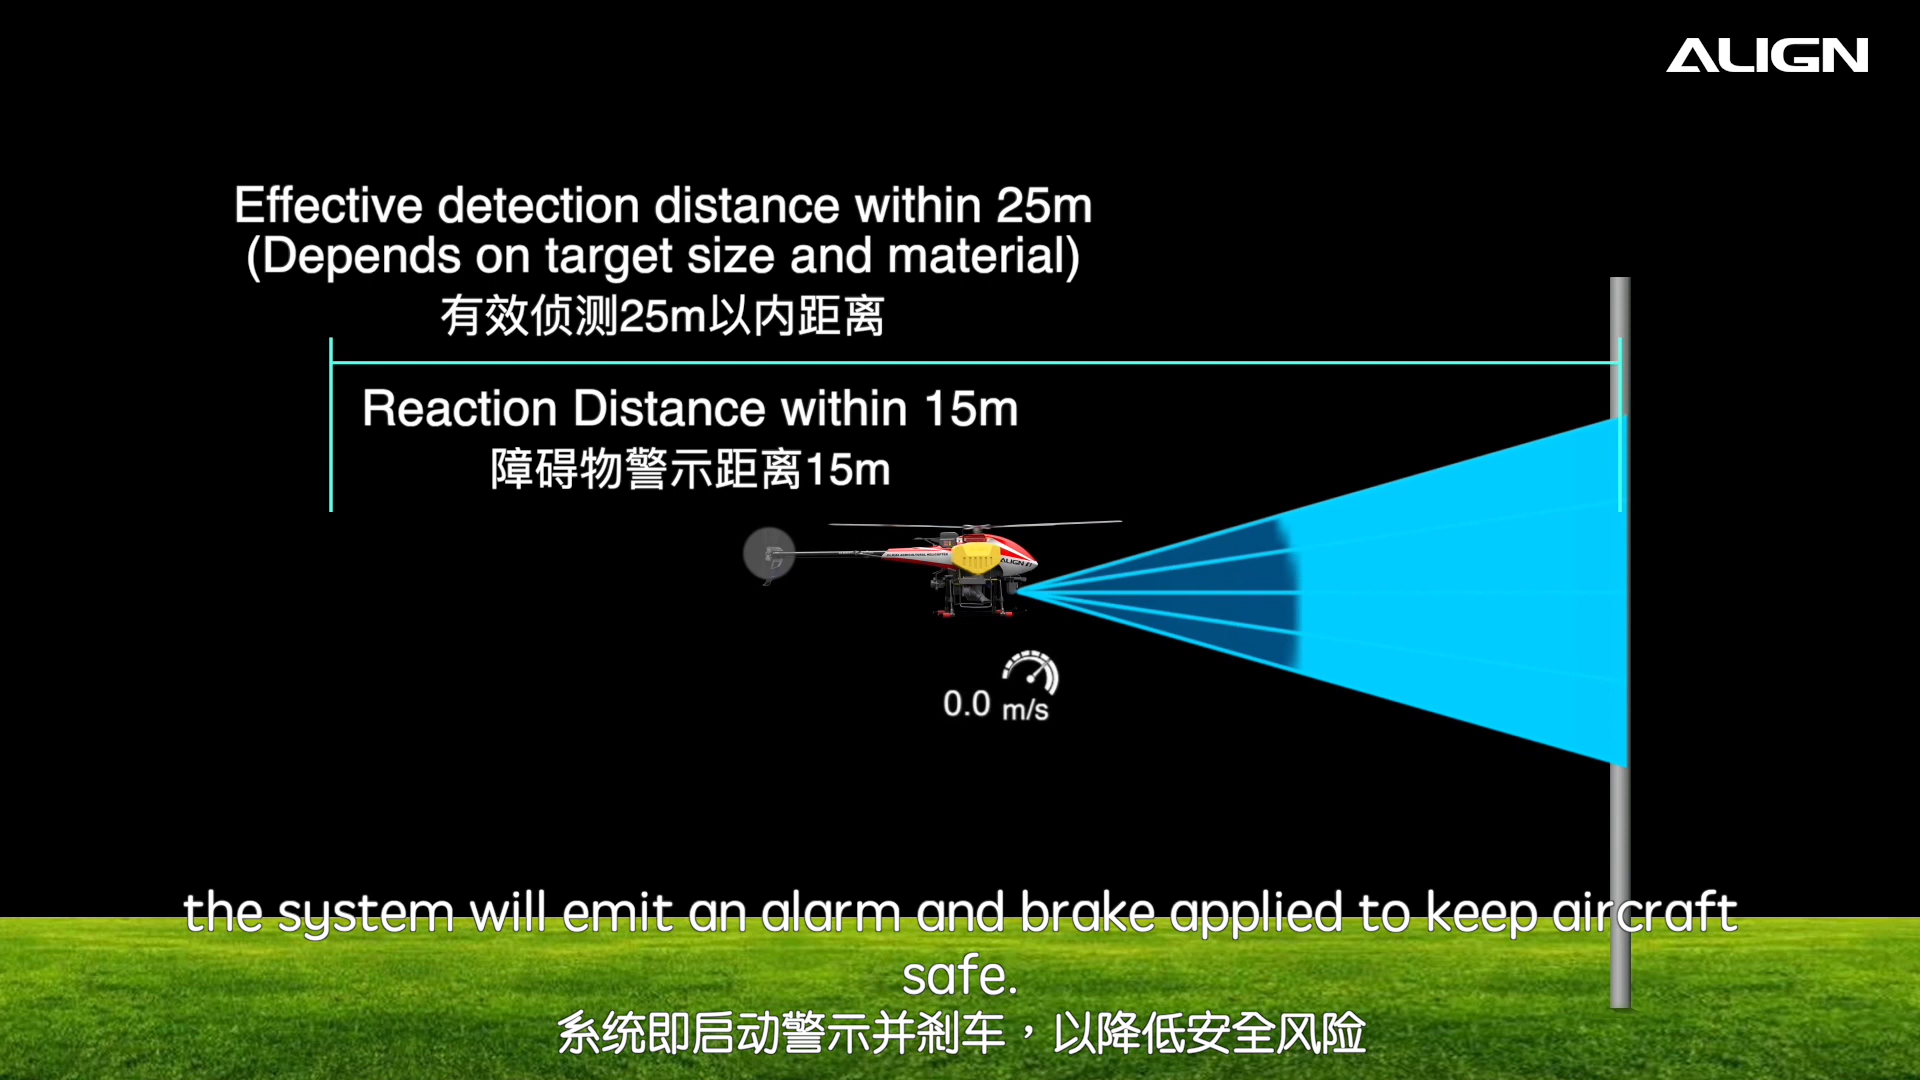 ALIGN
Effective detection distance within 25m
(Depends on target size and material)
有效侦测25m以内距离
Reaction Distance within 15m
障碍物警示距离15m
ALIGN
0.0 m/s
the system will emit an alarm and brake applied to keep aircraft
safe.
系统即启动警示并刹车，以降低安全风险